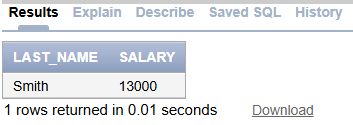 Results Explain Describe Saved SQL History
LAST_NAME SALARY
Smith 13000
1 rows returned in 0.01 seconds Download